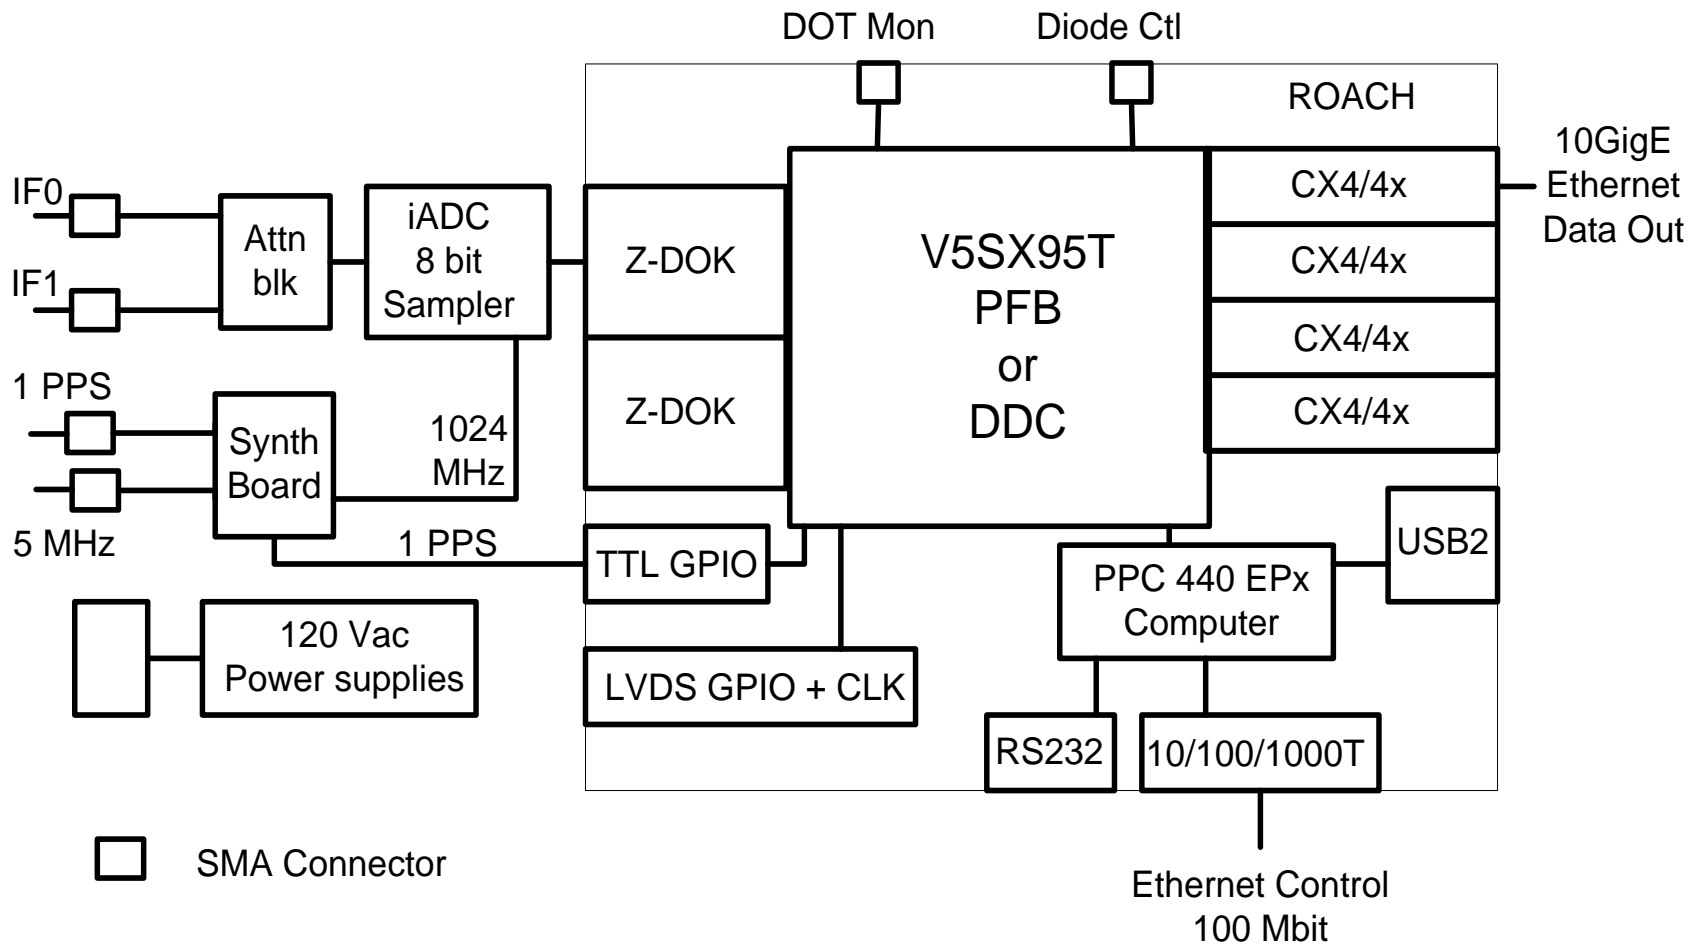 DOT Mon
Diode Ctl
ROACH
10GigE
Ethernet
Data Out
IF0
IF1
Attn
blk
iADC
8 bit
Sampler
Z-DOK
Z-DOK
V5SX95T
PFB
or
DDC
CX4/4x
CX4/4x
CX4/4x
CX4/4x
1 PPS
5 MHz
Synth
Board
1024
MHz
1 PPS
TTL GPIO
LVDS GPIO + CLK
PPC 440 EPx
Computer
USB2
RS232
10/100/1000T
120 Vac
Power supplies
SMA Connector
Ethernet Control
100 Mbit